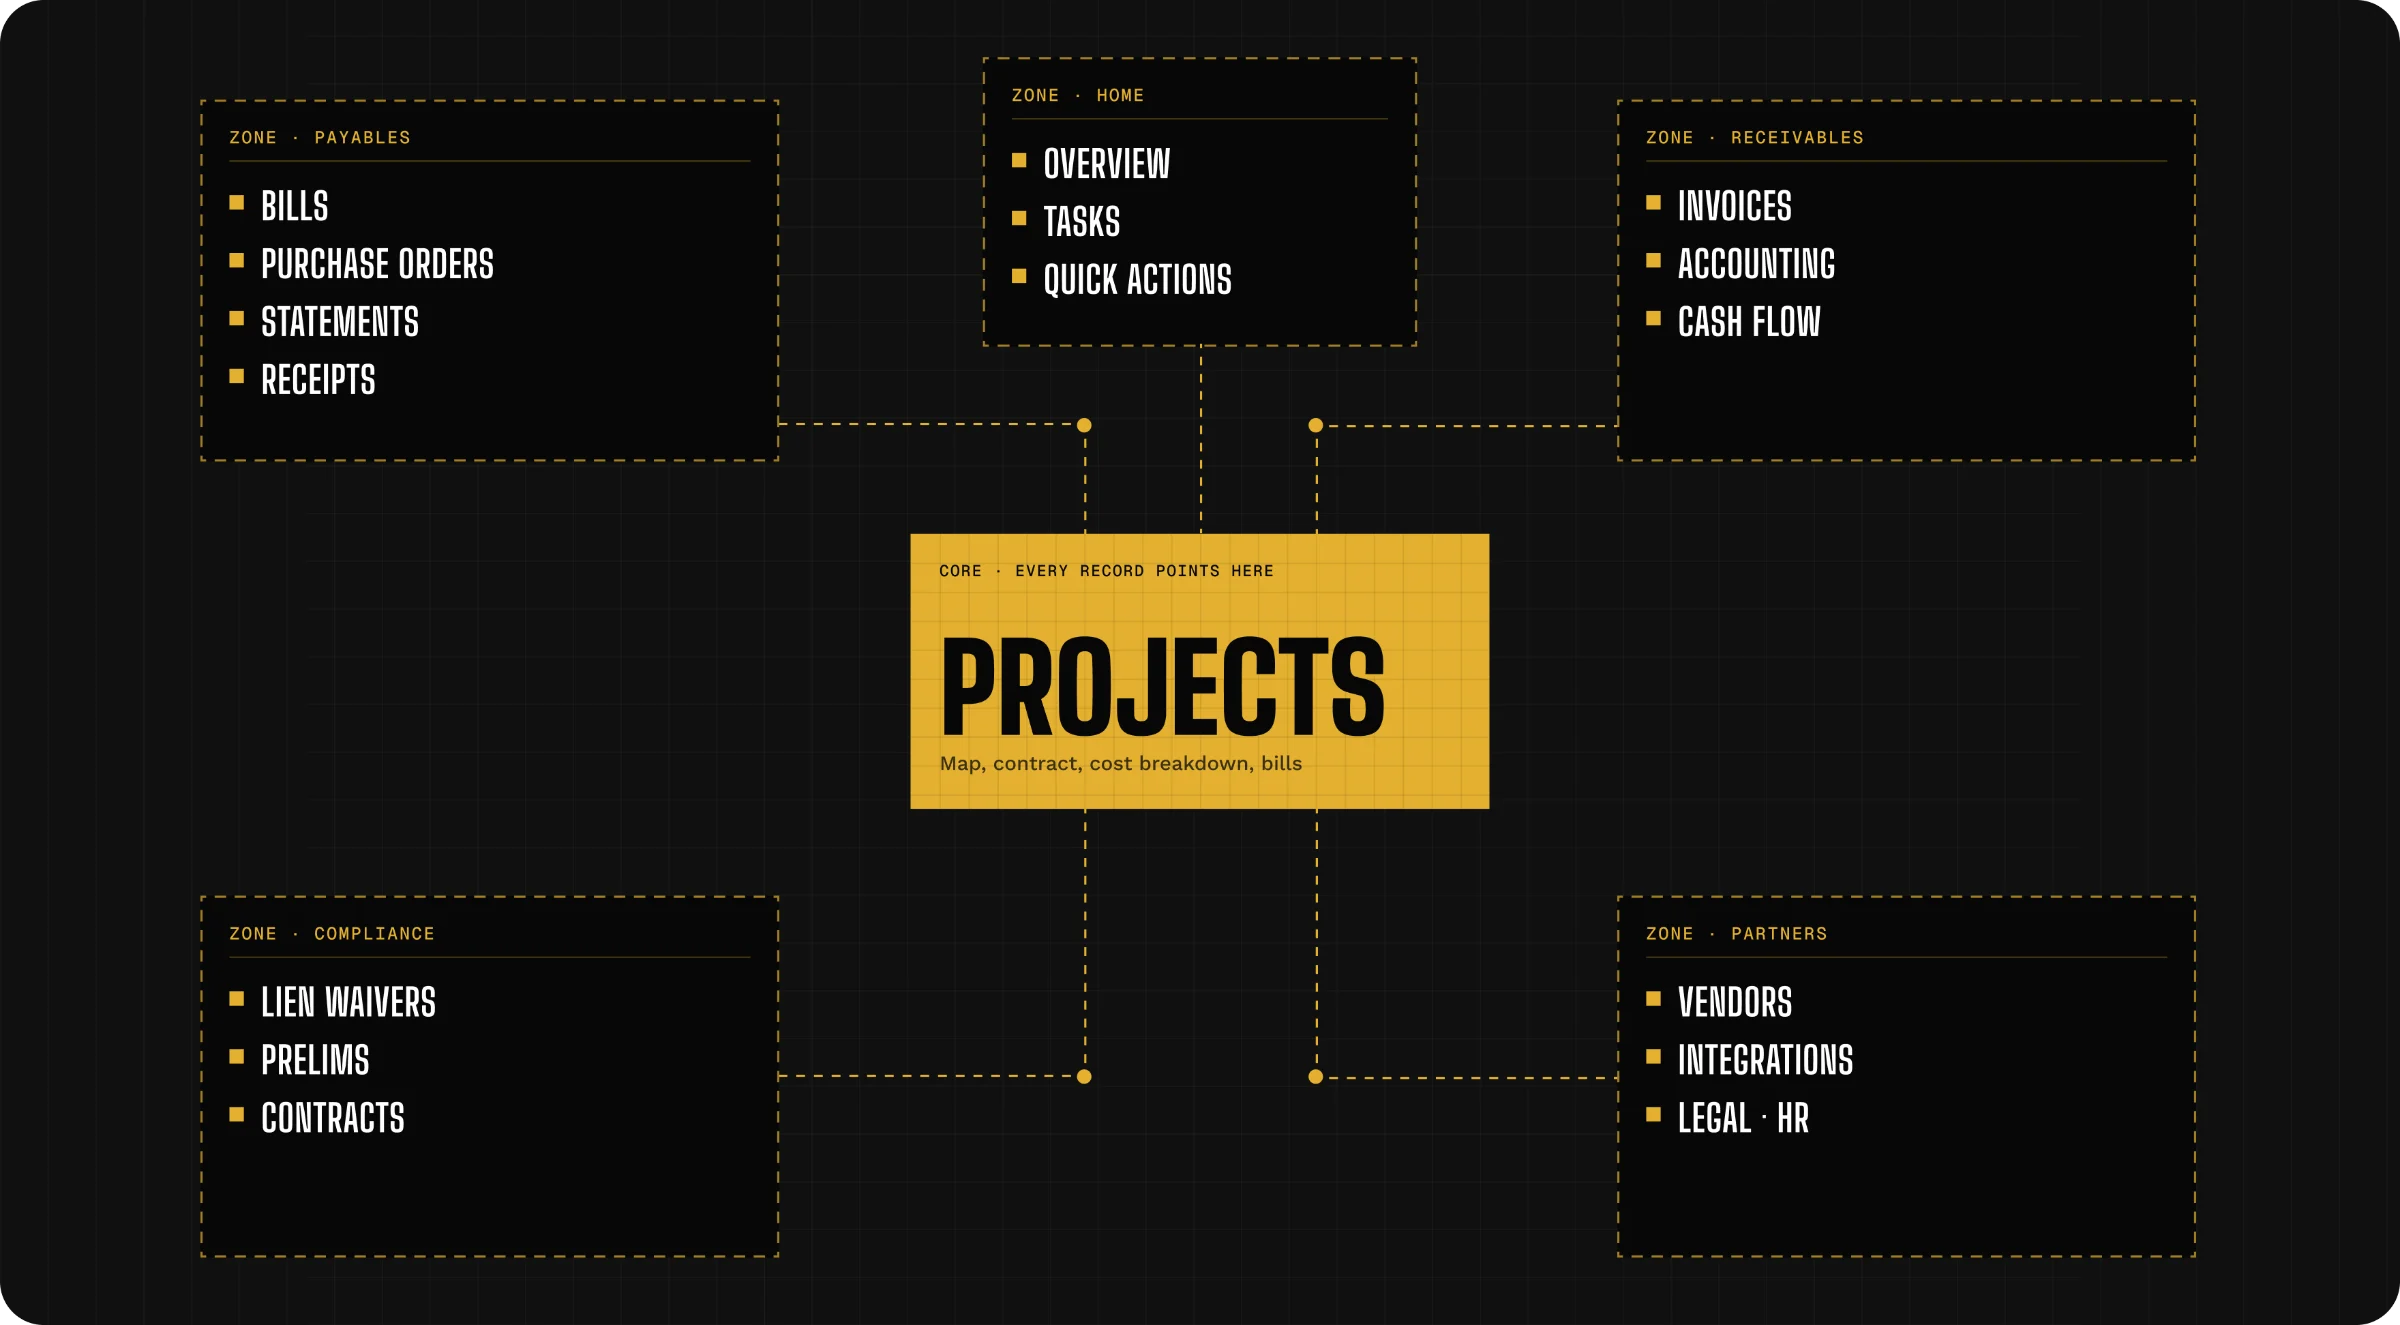 ZONE · PAYABLES
BILLS
PURCHASE ORDERS
STATEMENTS
RECEIPTS
ZONE · HOME
OVERVIEW
TASKS
QUICK ACTIONS
ZONE · RECEIVABLES
INVOICES
ACCOUNTING
CASH FLOW
CORE · EVERY RECORD POINTS HERE
PROJECTS
Map, contract, cost breakdown, bills
ZONE · COMPLIANCE
LIEN WAIVERS
PRELIMS
CONTRACTS
ZONE · PARTNERS
VENDORS
INTEGRATIONS
LEGAL · HR